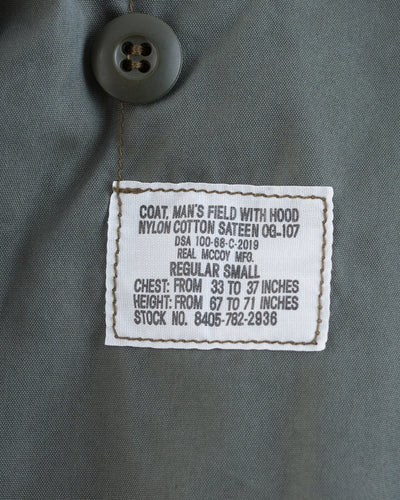 COAT, MAN'S FIELD WITH HOOD
NYLON COTTON SATEEN OG-107
DSA 100-68-C-2019
REAL MCCOY MFG.
REGULAR SMALL
CHEST: FROM 33 TO 37 INCHES
HEIGHT: FROM 67 TO 71 INCHES
STOCK NO. 8405-782-2936